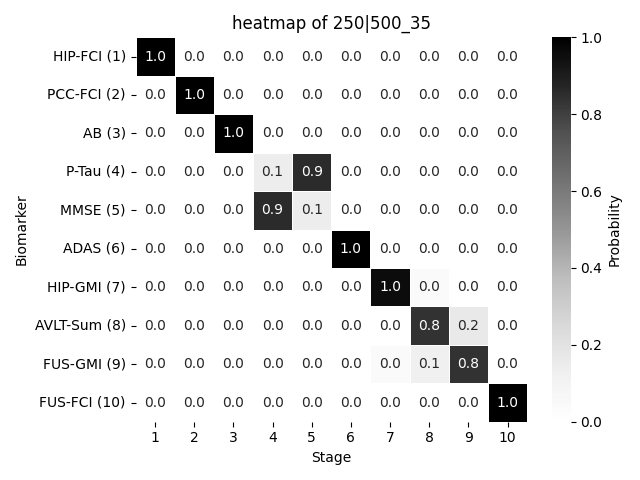 heatmap of 250|500_35
HIP-FCI (1) 1.0 0.0 0.0 0.0 0.0 0.0 0.0 0.0 0.0 0.0
PCC-FCI (2) 0.0 1.0 0.0 0.0 0.0 0.0 0.0 0.0 0.0 0.0
AB (3) 0.0 0.0 1.0 0.0 0.0 0.0 0.0 0.0 0.0 0.0
P-Tau (4) 0.0 0.0 0.0 0.1 0.9 0.0 0.0 0.0 0.0 0.0
MMSE (5) 0.0 0.0 0.0 0.9 0.1 0.0 0.0 0.0 0.0 0.0
ADAS (6) 0.0 0.0 0.0 0.0 0.0 1.0 0.0 0.0 0.0 0.0
HIP-GMI (7) 0.0 0.0 0.0 0.0 0.0 0.0 1.0 0.0 0.0 0.0
AVLT-Sum (8) 0.0 0.0 0.0 0.0 0.0 0.0 0.0 0.8 0.2 0.0
FUS-GMI (9) 0.0 0.0 0.0 0.0 0.0 0.0 0.0 0.1 0.8 0.0
FUS-FCI (10) 0.0 0.0 0.0 0.0 0.0 0.0 0.0 0.0 0.0 1.0
1 2 3 4 5 6 7 8 9 10
Stage
Biomarker
1.0
0.8
0.6
0.4
0.2
0.0
Probability